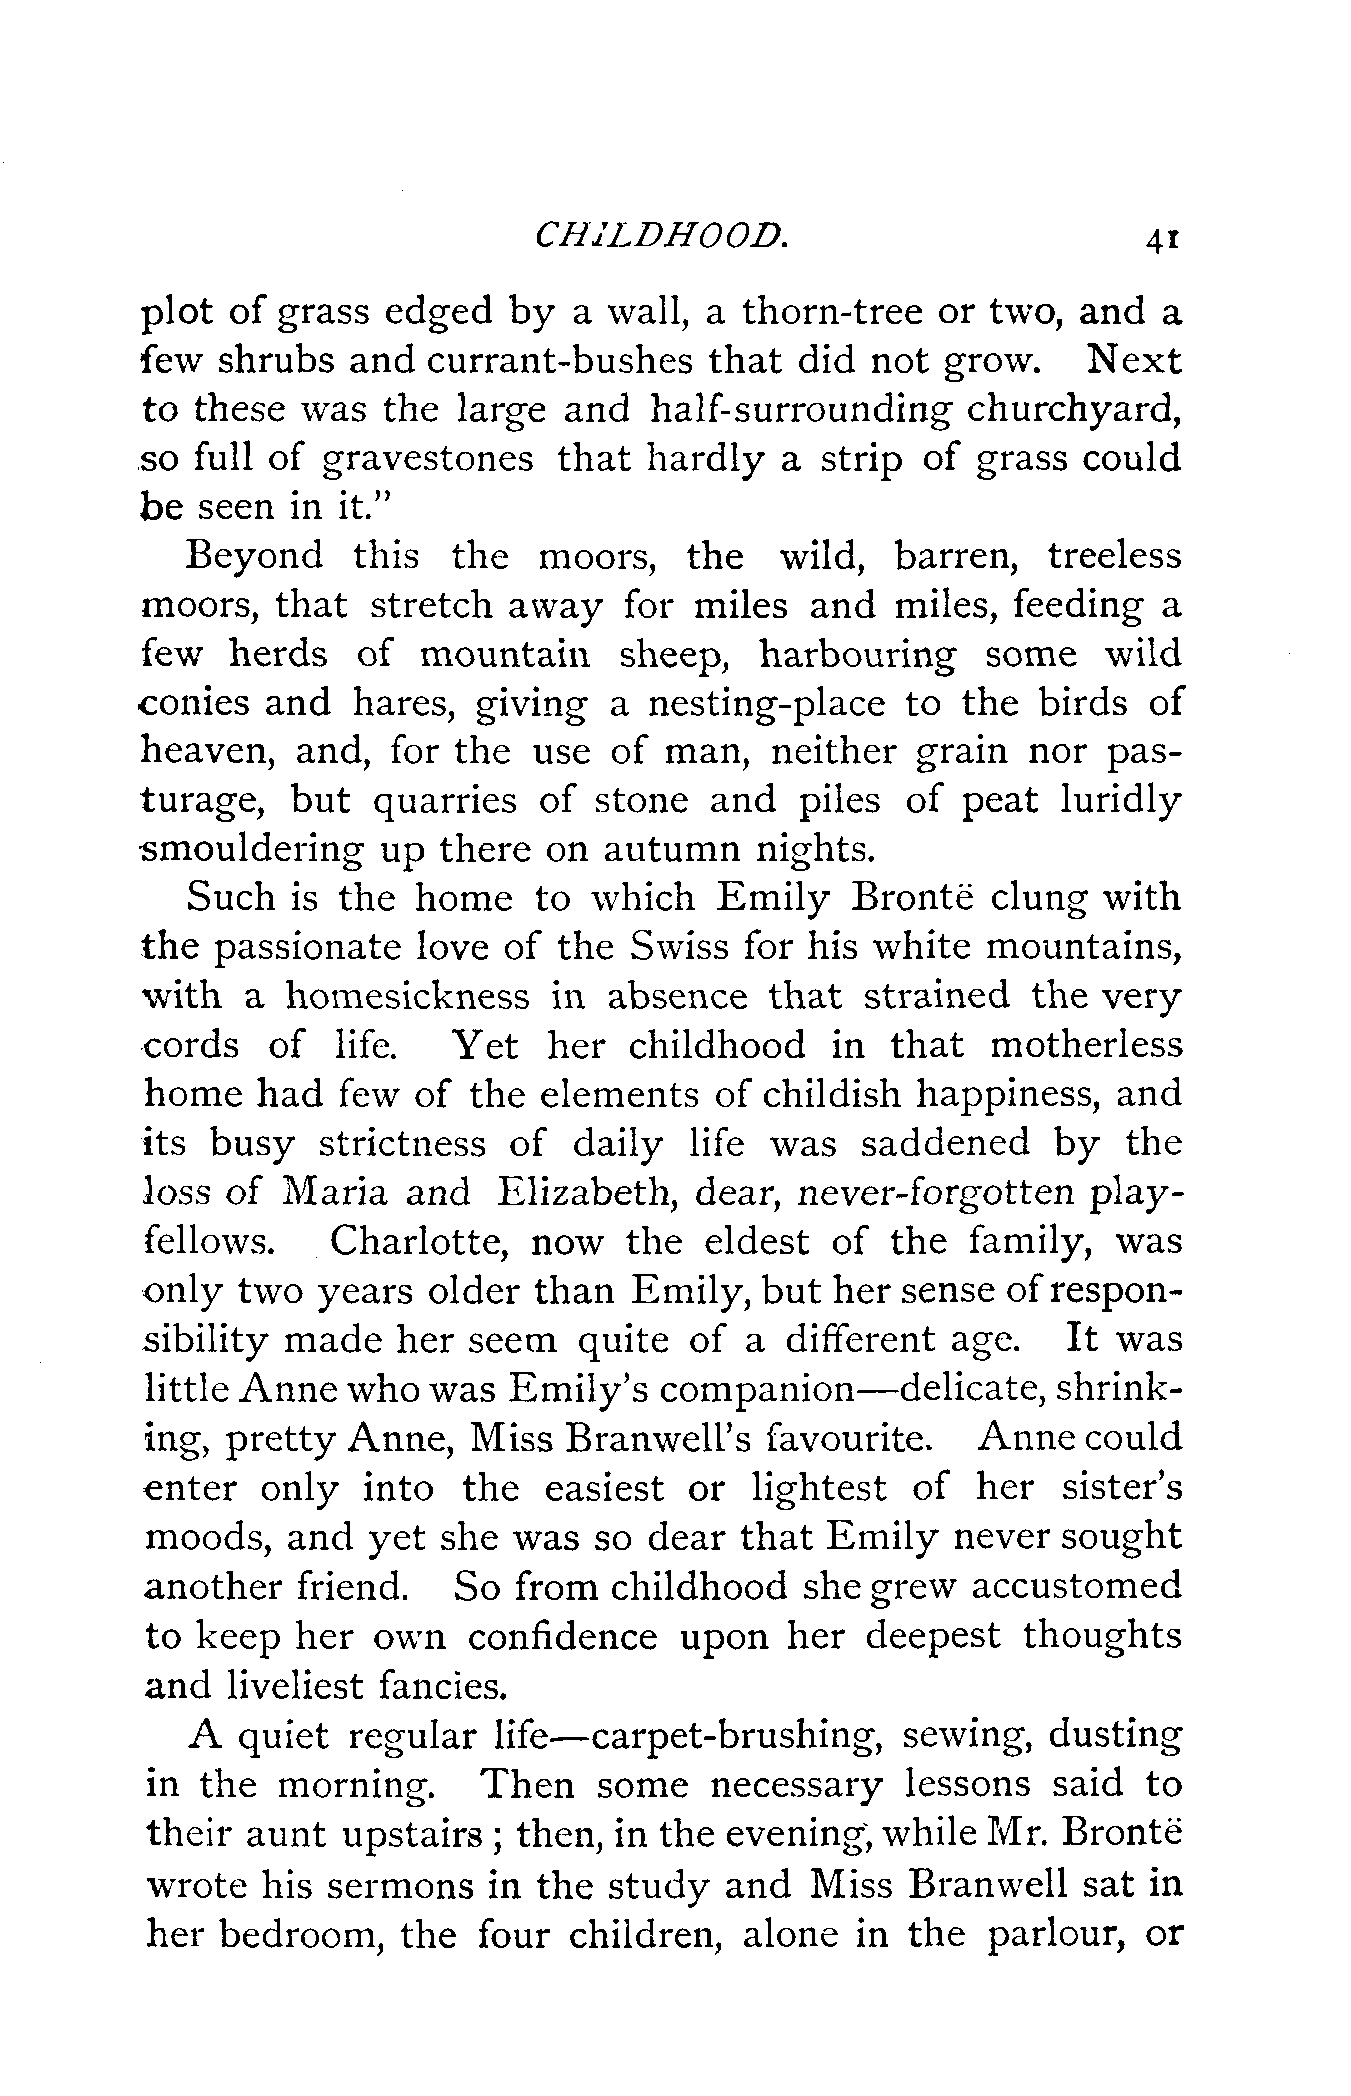 CHILDHOOD. 41
plot of grass edged by a wall, a thorn-tree or two, and a
few shrubs and currant-bushes that did not grow. Next
to these was the large and half-surrounding churchyard,
so full of gravestones that hardly a strip of grass could
be seen in it.”
Beyond this the moors, the wild, barren, treeless
moors, that stretch away for miles and miles, feeding a
few herds of mountain sheep, harbouring some wild
conies and hares, giving a nesting-place to the birds of
heaven, and, for the use of man, neither grain nor pas-
turage, but quarries of stone and piles of peat luridly
smouldering up there on autumn nights.
Such is the home to which Emily Brontë clung with
the passionate love of the Swiss for his white mountains,
with a homesickness in absence that strained the very
cords of life. Yet her childhood in that motherless
home had few of the elements of childish happiness, and
its busy strictness of daily life was saddened by the
loss of Maria and Elizabeth, dear, never-forgotten play-
fellows. Charlotte, now the eldest of the family, was
only two years older than Emily, but her sense of respon-
sibility made her seem quite of a different age. It was
little Anne who was Emily’s companion—delicate, shrink-
ing, pretty Anne, Miss Branwell’s favourite. Anne could
enter only into the easiest or lightest of her sister’s
moods, and yet she was so dear that Emily never sought
another friend. So from childhood she grew accustomed
to keep her own confidence upon her deepest thoughts
and liveliest fancies.
A quiet regular life—carpet-brushing, sewing, dusting
in the morning. Then some necessary lessons said to
their aunt upstairs ; then, in the evening, while Mr. Brontë
wrote his sermons in the study and Miss Branwell sat in
her bedroom, the four children, alone in the parlour, or